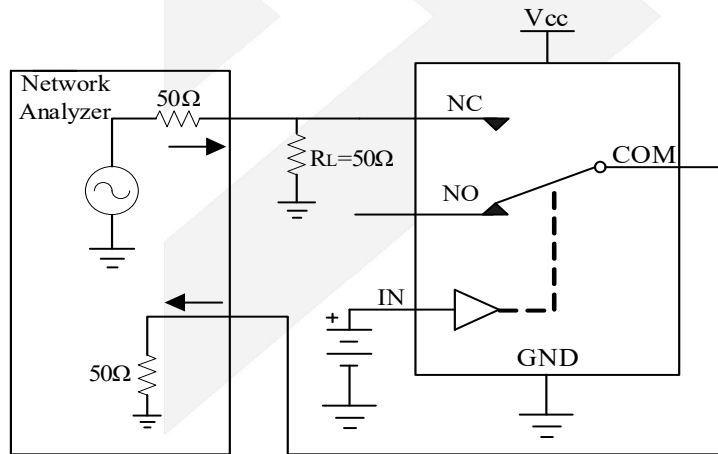 Vcc
Network
Analyzer
50Ω
NC
RL=50Ω
COM
NO
IN
+
50Ω
GND